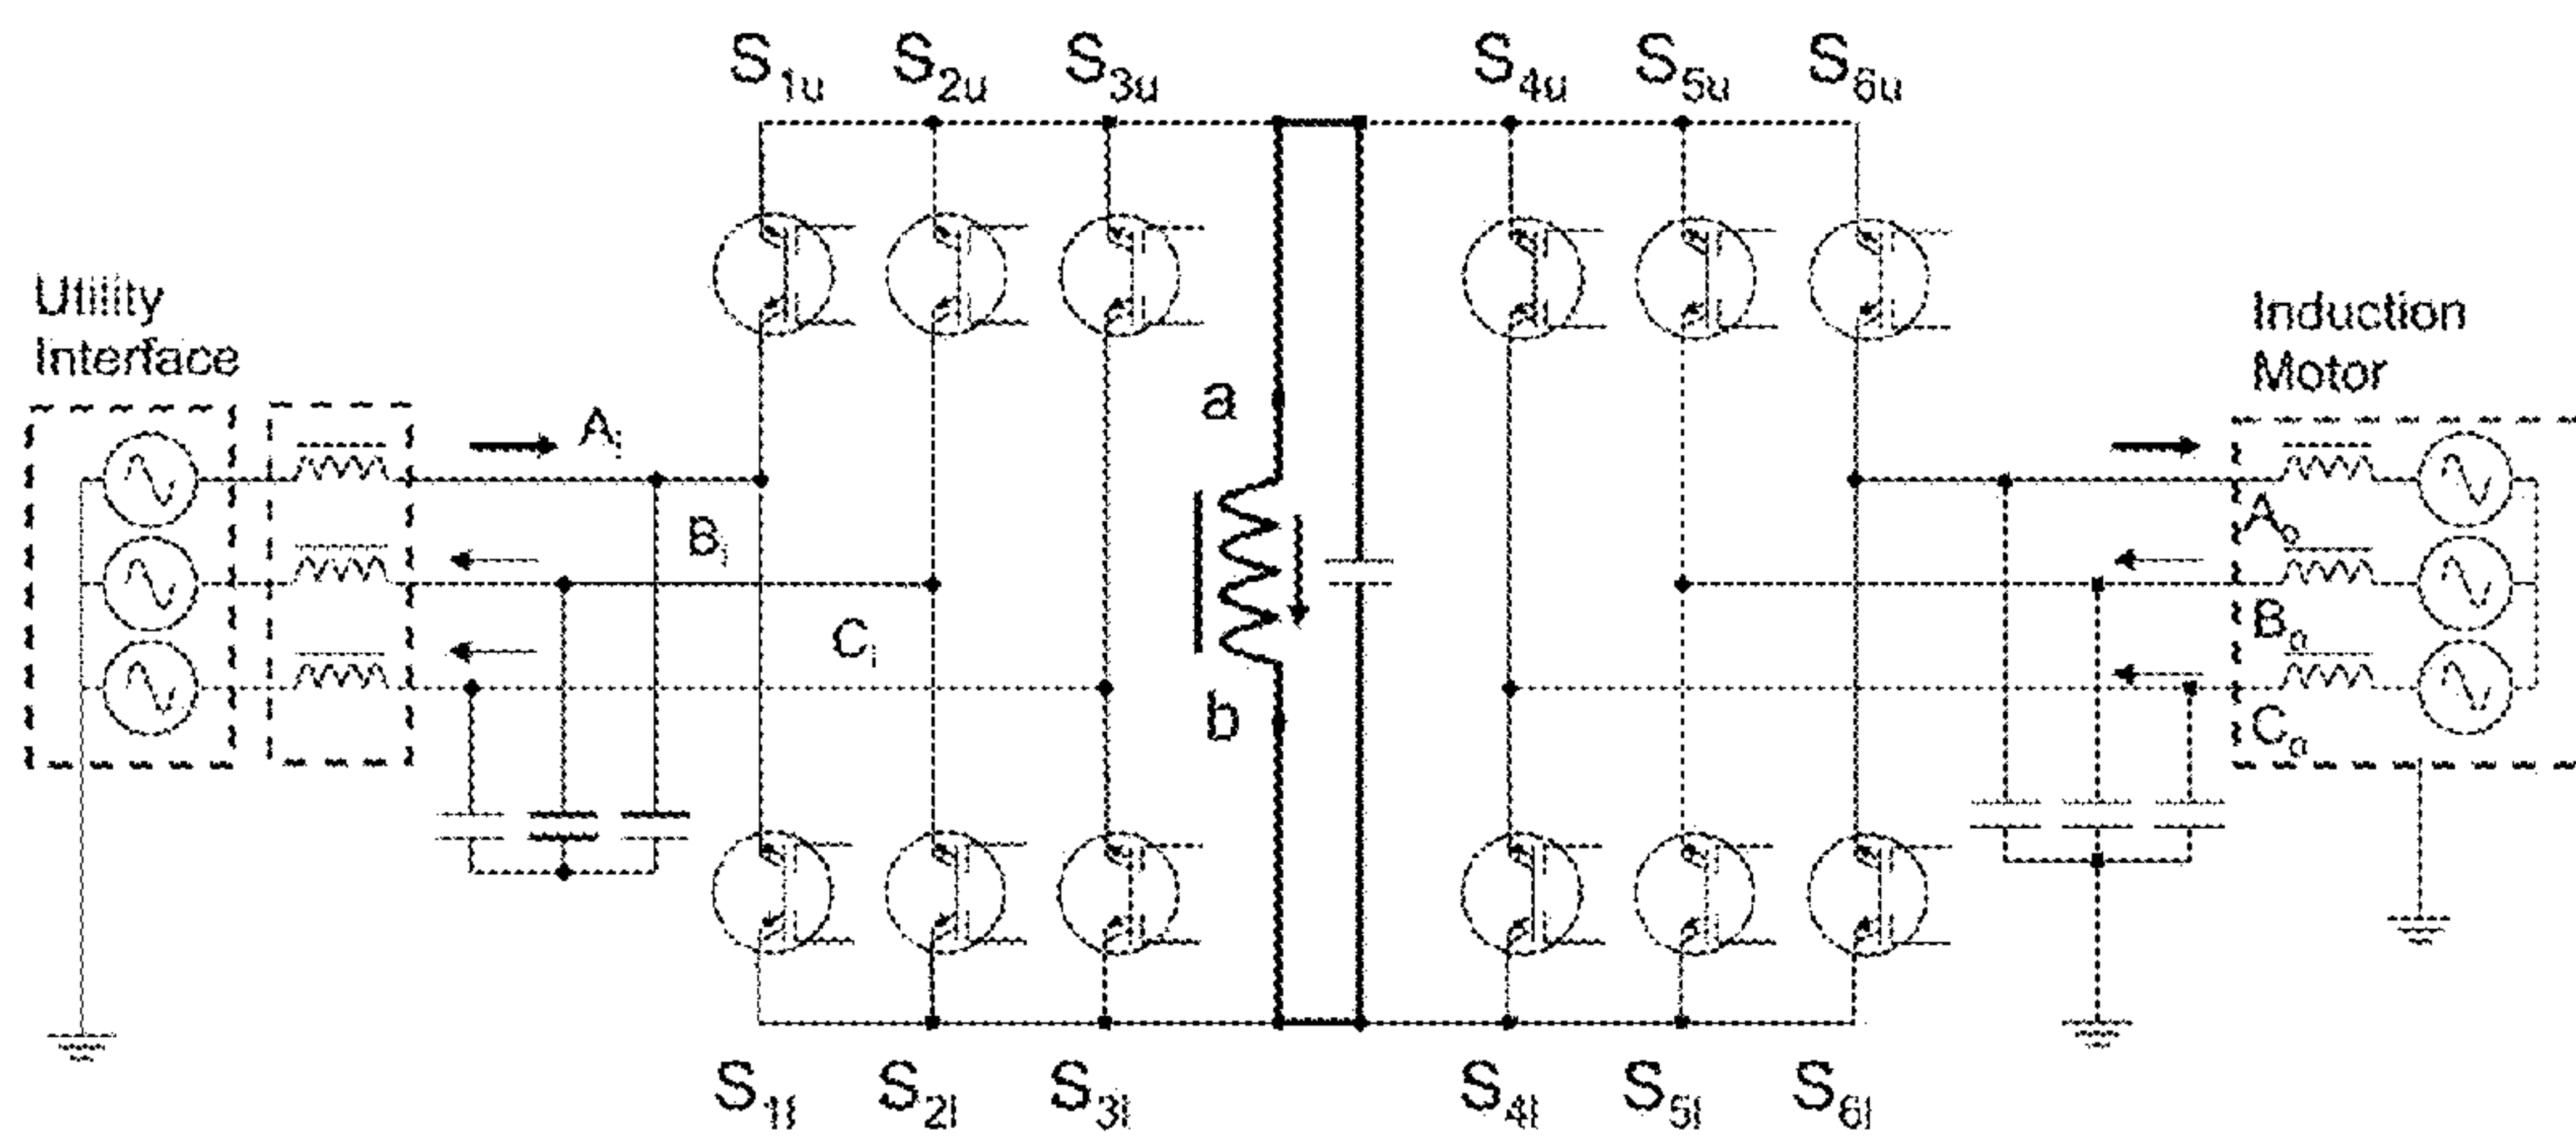 S1u S2u S3u S4u S5u S6u
Utility
Interface
Induction
Motor
Ai
Bi
Ci
a
b
Ao
Bo
Co
S1l S2l S3l S4l S5l S6l